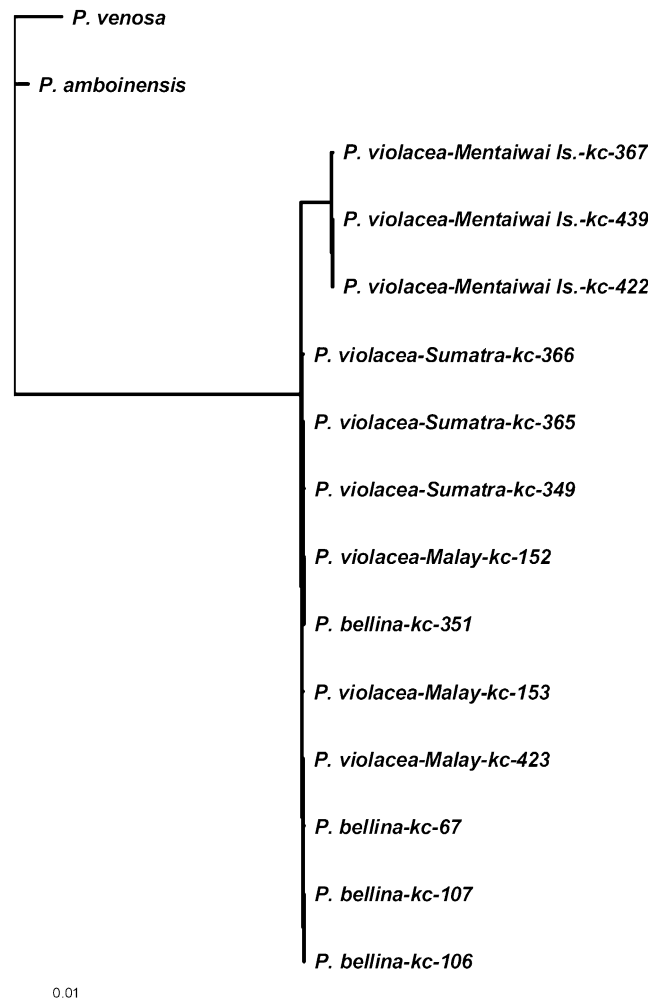 P. venosa
P. amboinensis
P. violacea-Mentaiwai Is.-kc-367
P. violacea-Mentaiwai Is.-kc-439
P. violacea-Mentaiwai Is.-kc-422
P. violacea-Sumatra-kc-366
P. violacea-Sumatra-kc-365
P. violacea-Sumatra-kc-349
P. violacea-Malay-kc-152
P. bellina-kc-351
P. violacea-Malay-kc-153
P. violacea-Malay-kc-423
P. bellina-kc-67
P. bellina-kc-107
P. bellina-kc-106
0.01